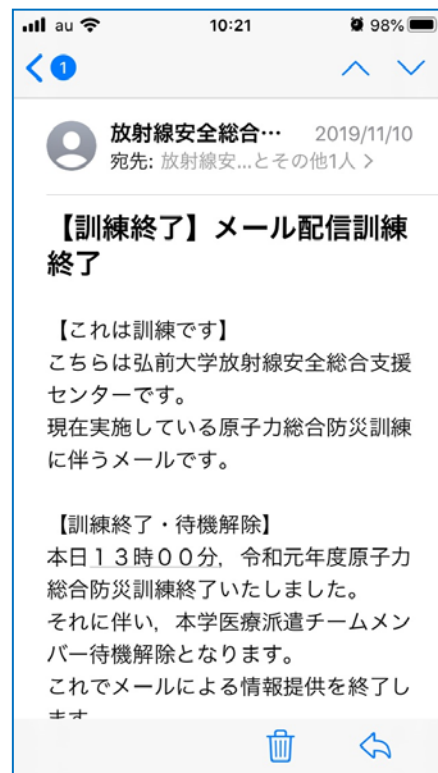 au 10:21 98%
1
放射線安全総合… 2019/11/10
宛先: 放射線安...とその他1人 >
【訓練終了】メール配信訓練
終了
【これは訓練です】
こちらは弘前大学放射線安全総合支援
センターです。
現在実施している原子力総合防災訓練
に伴うメールです。
【訓練終了・待機解除】
本日１３時００分，令和元年度原子力
総合防災訓練終了いたしました。
それに伴い，本学医療派遣チームメン
バー待機解除となります。
これでメールによる情報提供を終了し
ます